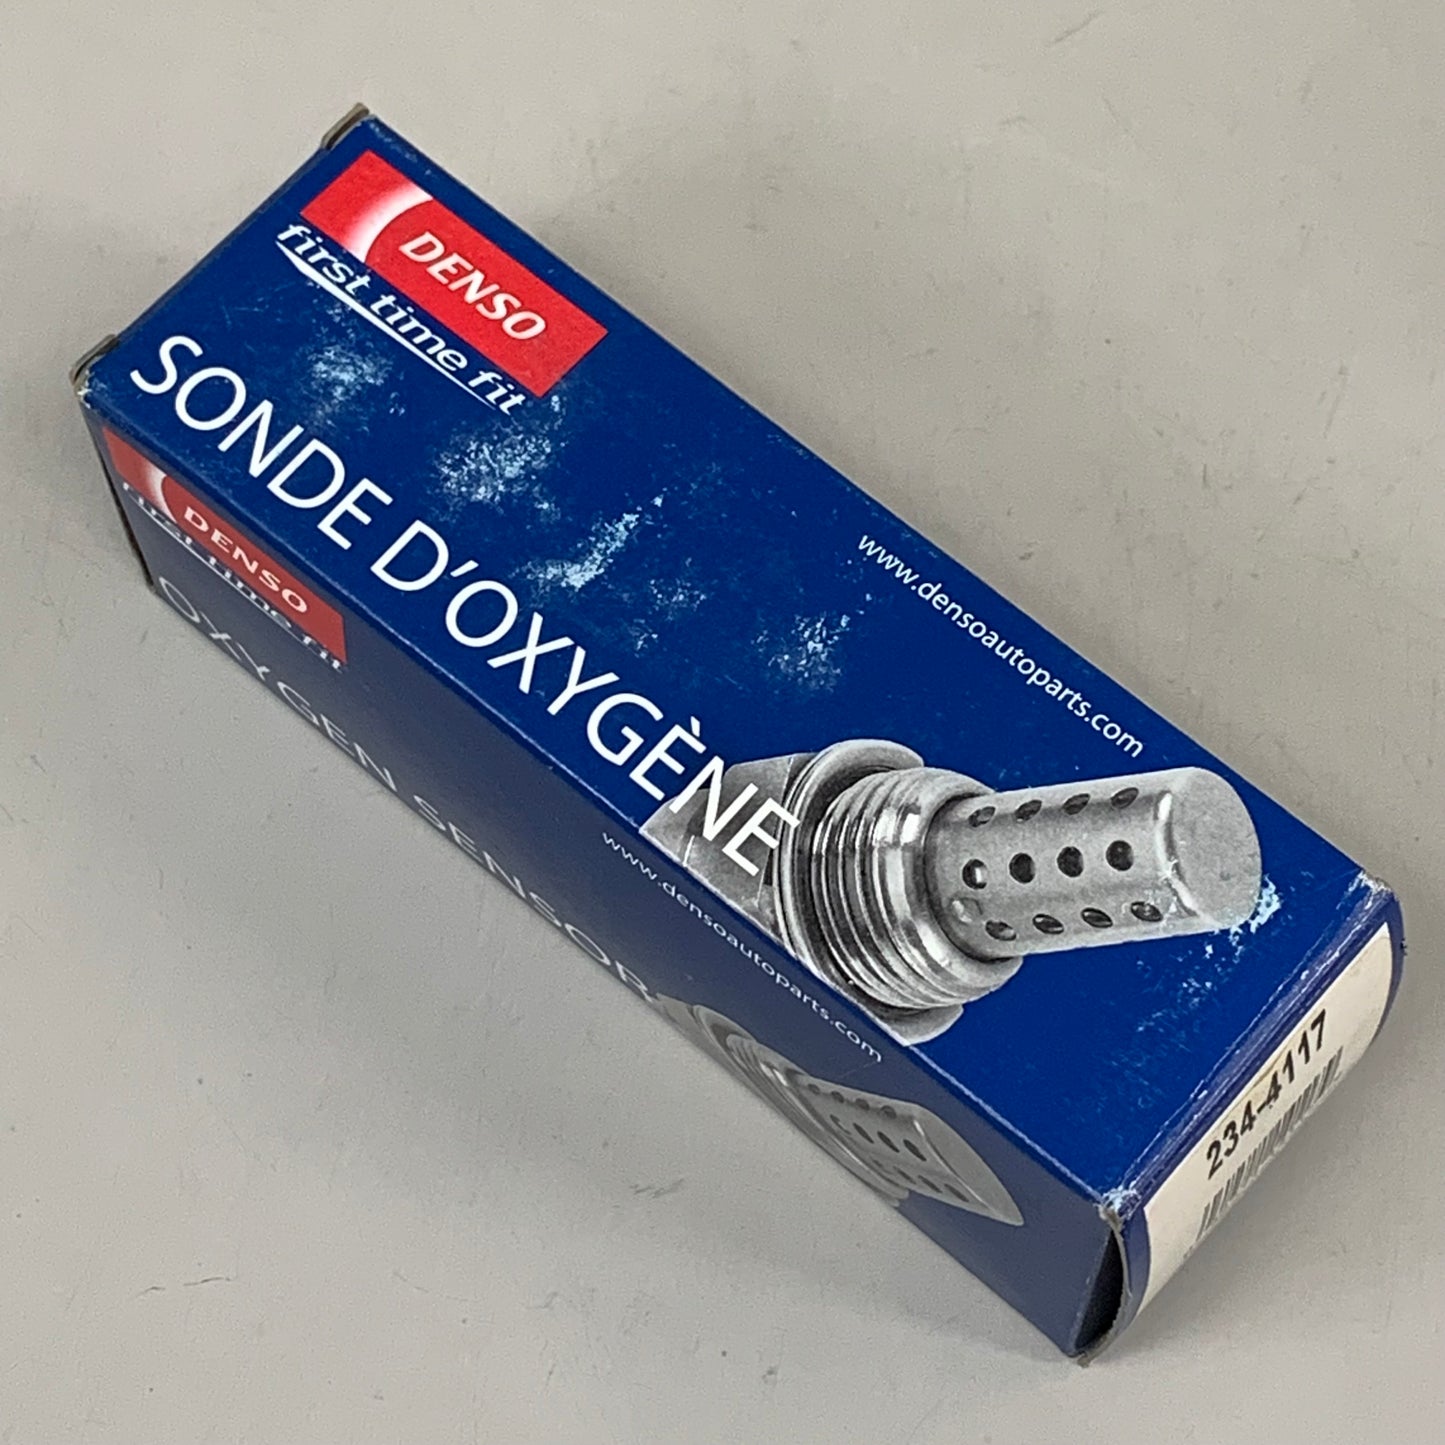 DENSO
first time fit
SONDE D'OXYGÈNE
www.densoautoparts.com
DENSO
first time fit
OXYGEN SENSOR
www.densoautoparts.com
234-4117